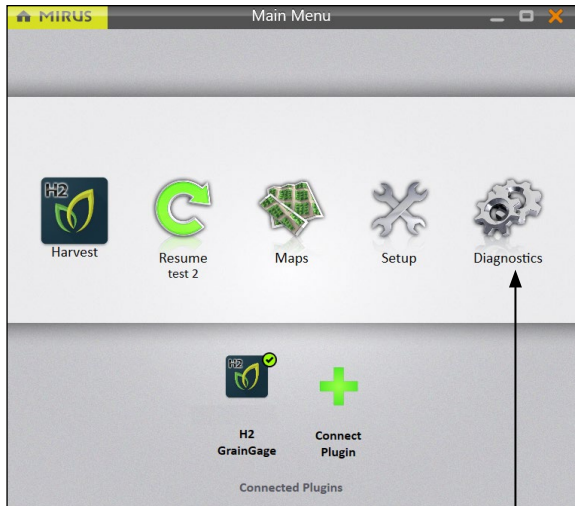 MIRUS
Main Menu
H2
Harvest
Resume
test 2
Maps
Setup
Diagnostics
H2
H2
GrainGage
Connect
Plugin
Connected Plugins